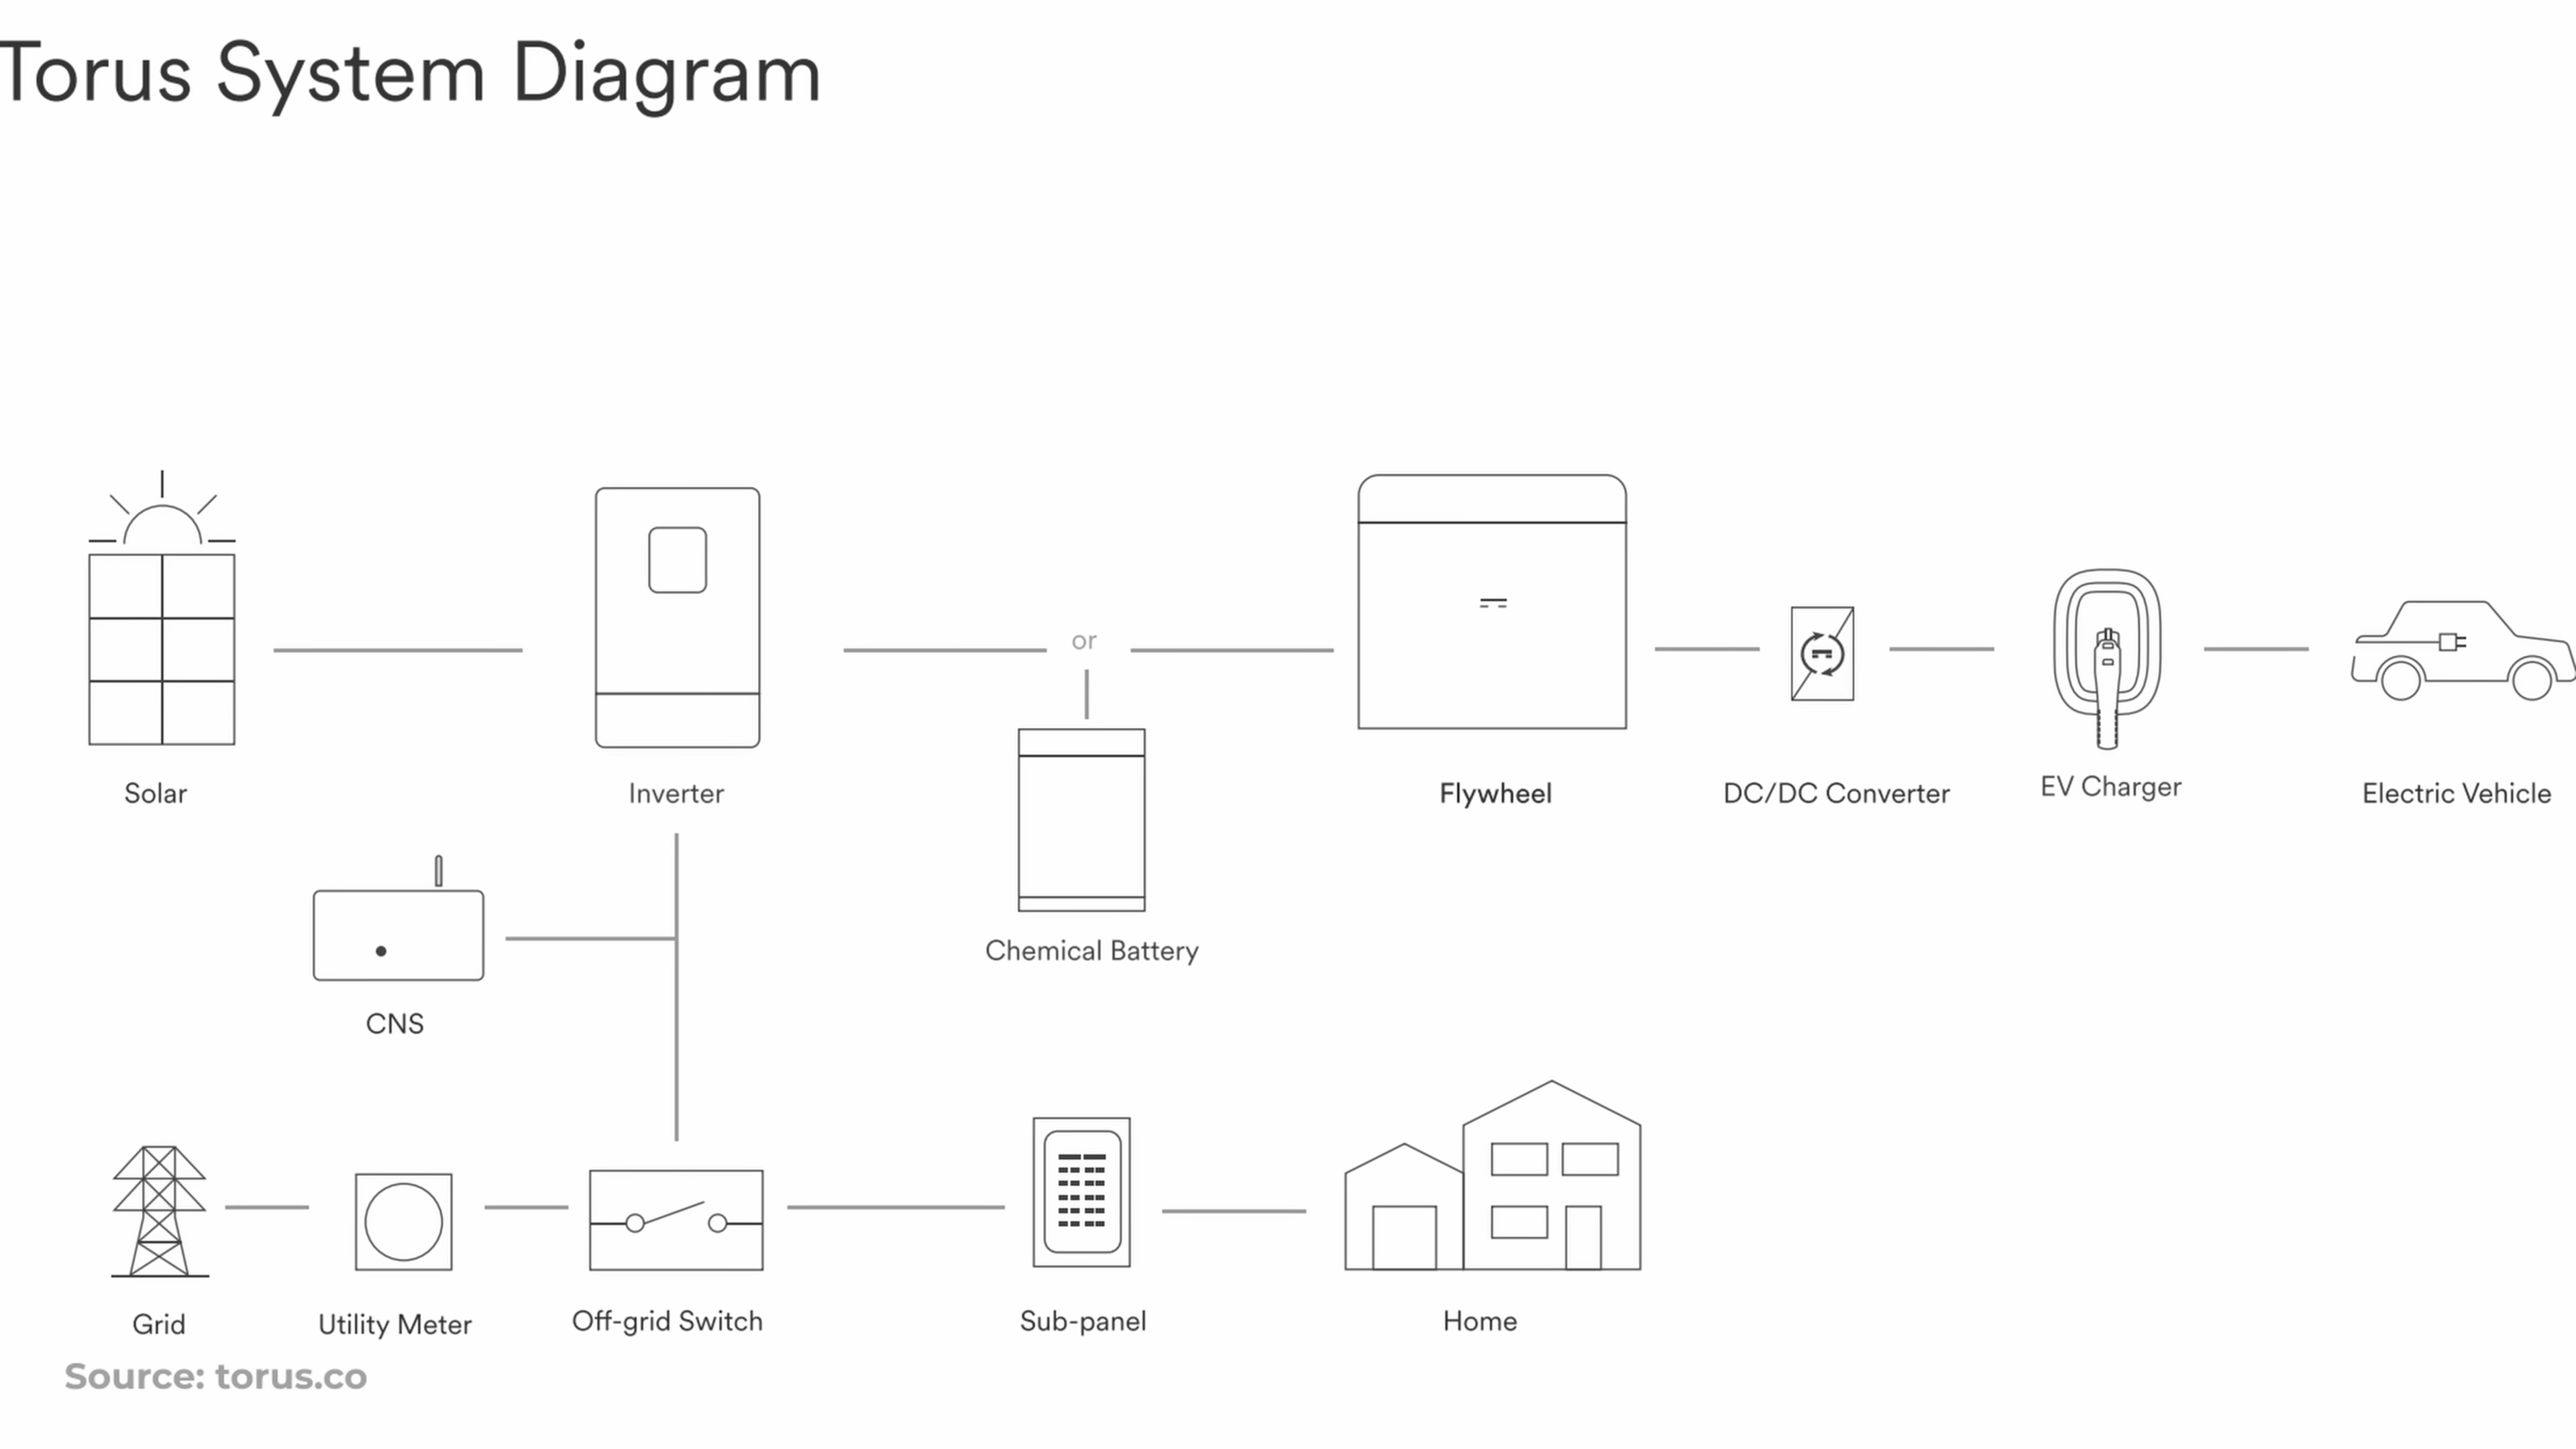 Torus System Diagram
or
Solar
Inverter
Flywheel
DC/DC Converter
EV Charger
Electric Vehicle
Chemical Battery
CNS
Grid
Utility Meter
Off-grid Switch
Sub-panel
Home
Source: torus.co